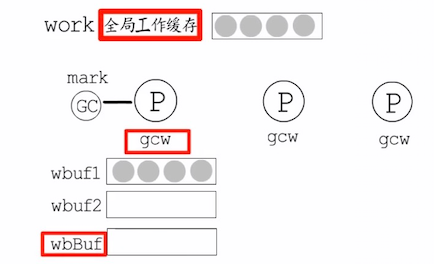 work 全局工作缓存
mark
GC P P P
gcw gcw gcw
wbuf1
wbuf2
wbBuf